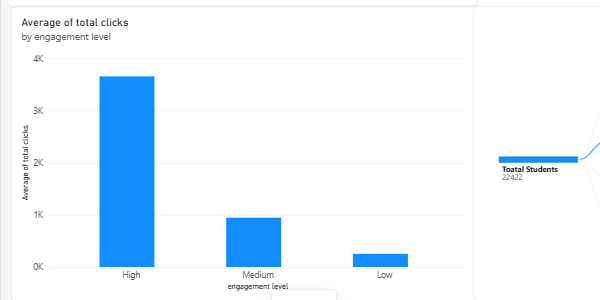 Average of total clicks
by engagement level
4K
3K
2K
1K
0K
Average of total clicks
High
Medium
Low
engagement level
Toatal Students
22422